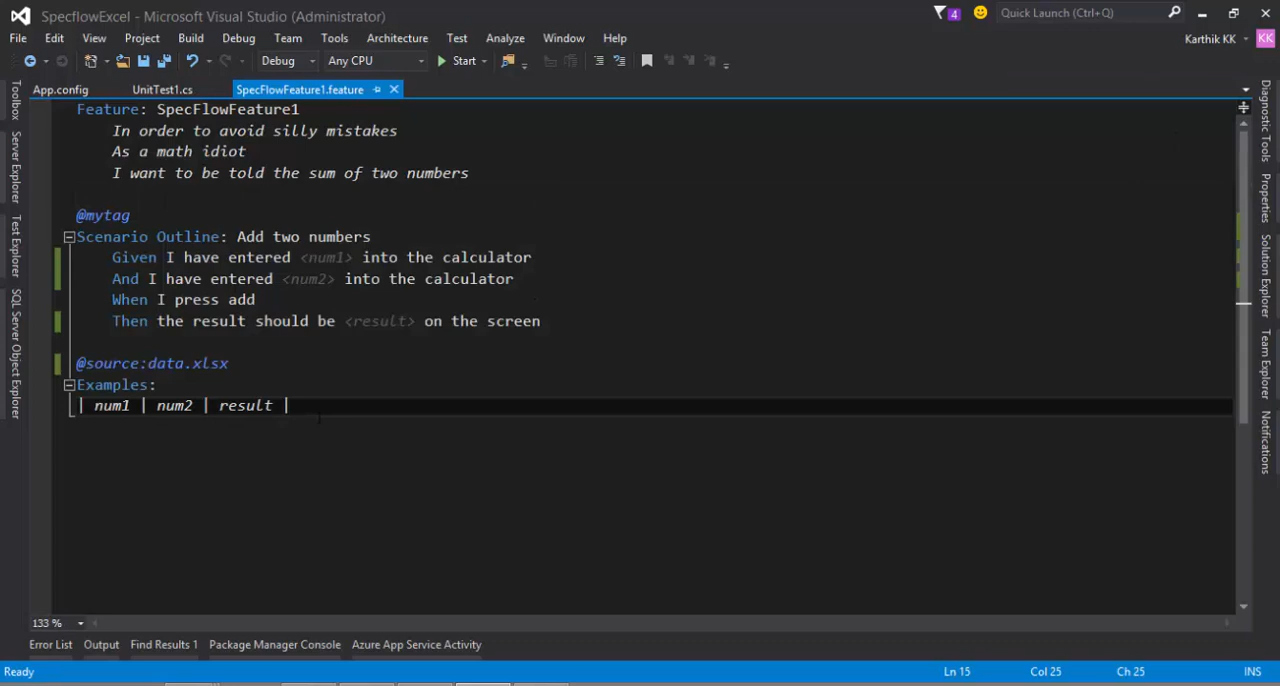 SpecflowExcel - Microsoft Visual Studio (Administrator)
4
Quick Launch (Ctrl+Q)
File Edit View Project Build Debug Team Tools Architecture Test Analyze Window Help
Karthik KK
KK
Debug
Any CPU
Start
App.config UnitTest1.cs SpecFlowFeature1.feature
Feature: SpecFlowFeature1
In order to avoid silly mistakes
As a math idiot
I want to be told the sum of two numbers
@mytag
Scenario Outline: Add two numbers
Given I have entered <num1> into the calculator
And I have entered <num2> into the calculator
When I press add
Then the result should be <result> on the screen
@source:data.xlsx
Examples:
| num1 | num2 | result |
Toolbox
Server Explorer
Test Explorer
SQL Server Object Explorer
Diagnostic Tools
Properties
Solution Explorer
Team Explorer
Notifications
133 %
Error List Output Find Results 1 Package Manager Console Azure App Service Activity
Ready Ln 15 Col 25 Ch 25 INS